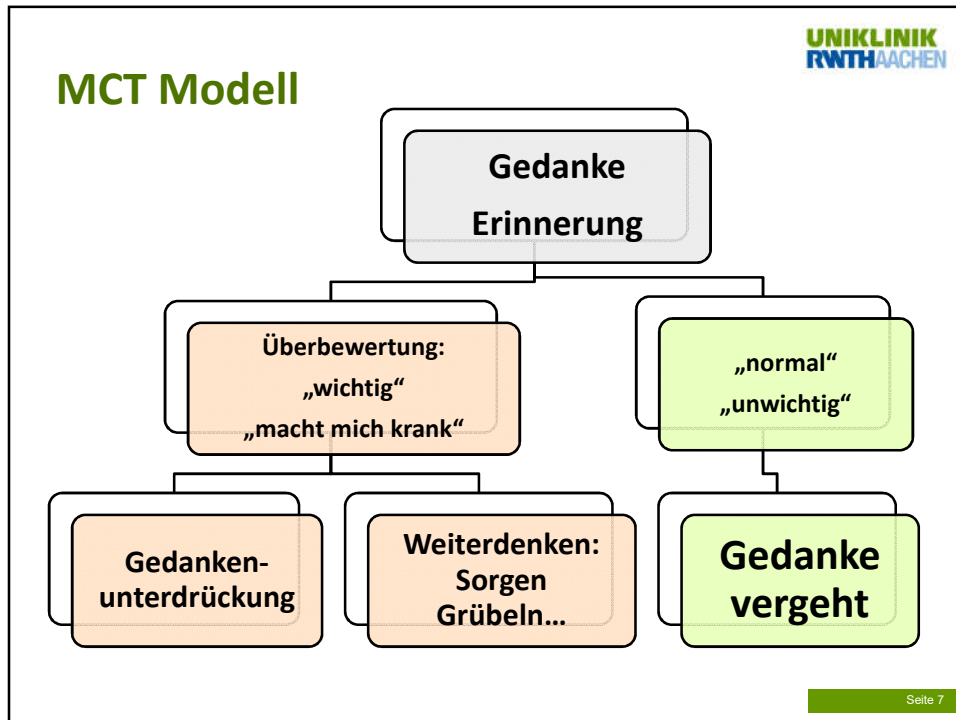 UNIKLINIK
RWTHAACHEN
MCT Modell
Gedanke
Erinnerung
Überbewertung:
„wichtig“
„macht mich krank“
„normal“
„unwichtig“
Gedanken-
unterdrückung
Weiterdenken:
Sorgen
Grübeln…
Gedanke
vergeht
Seite 7